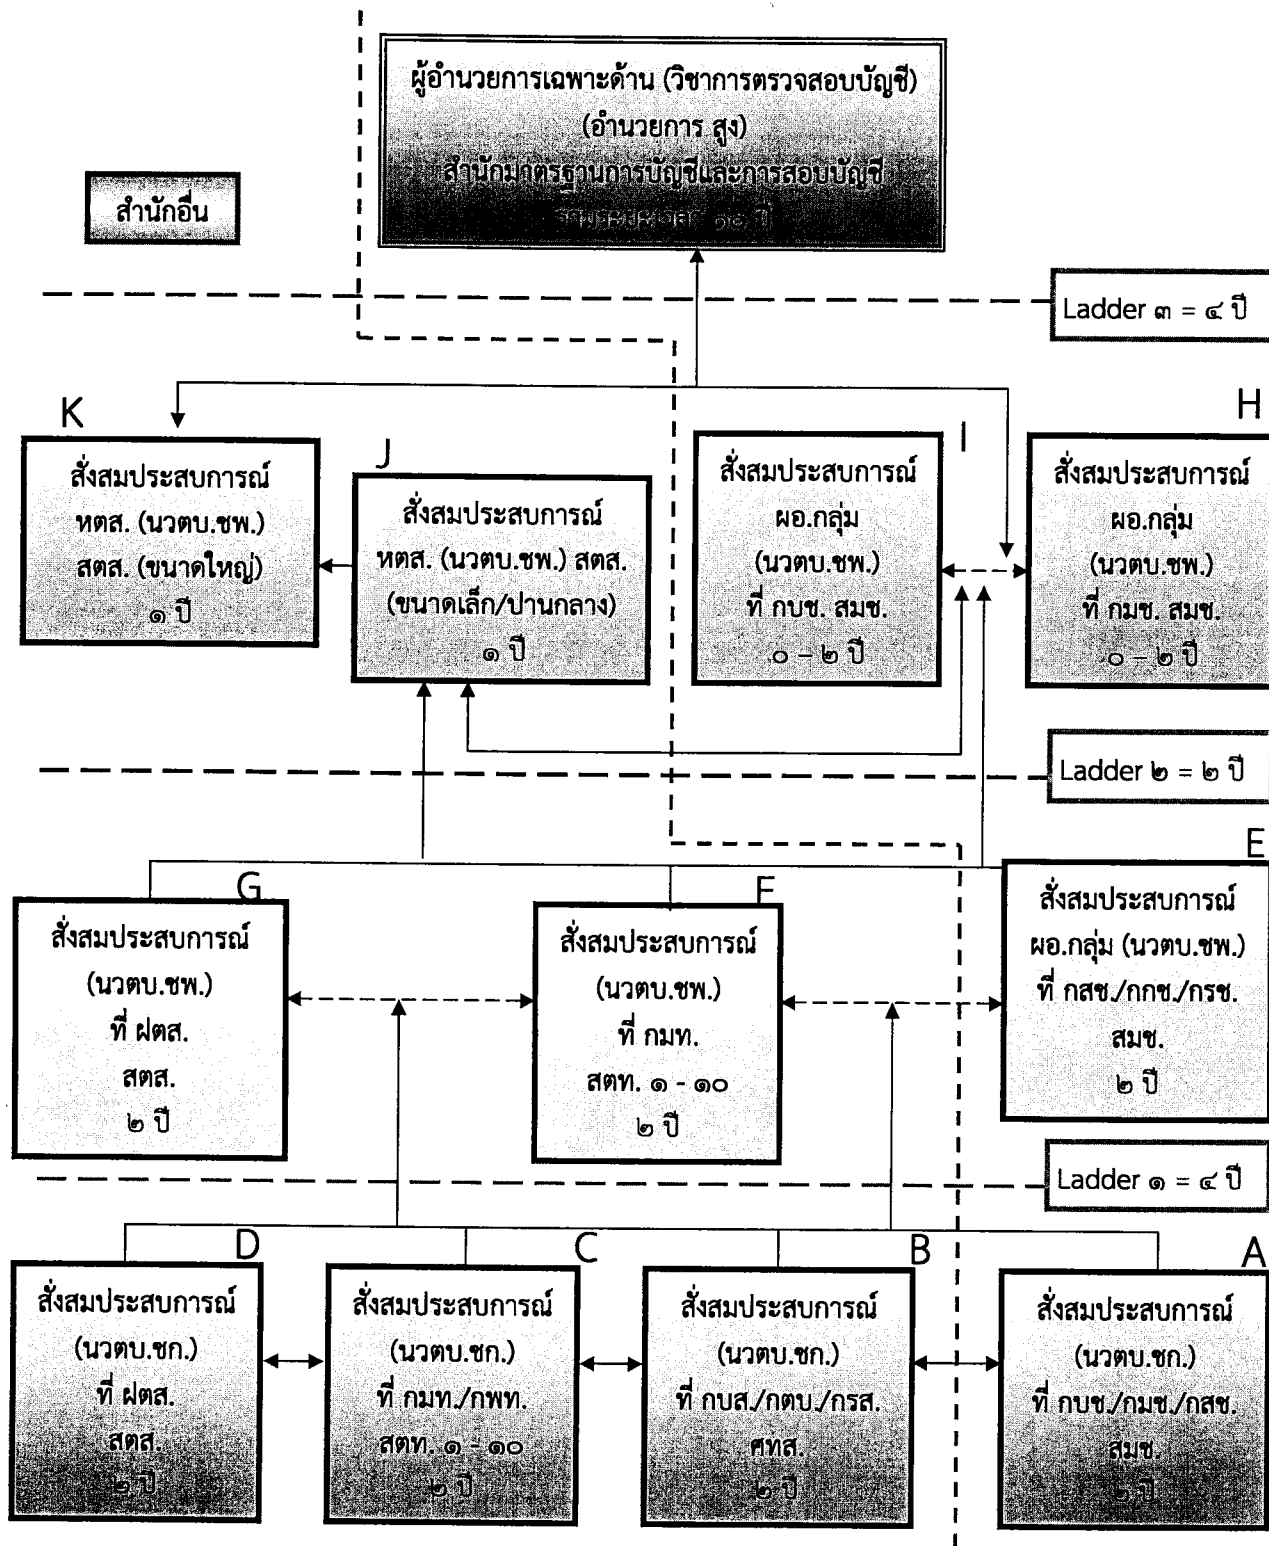 ผู้อำนวยการเฉพาะด้าน (วิชาการตรวจสอบบัญชี)
(อำนวยการ สูง)
สำนักมาตรฐานการบัญชีและการสอบบัญชี
รวมระยะเวลา ๑๐ ปี
สำนักอื่น
Ladder ๓ = ๔ ปี
K
สั่งสมประสบการณ์
หตส. (นวตบ.ชพ.)
สตส. (ขนาดใหญ่)
๑ ปี
J
สั่งสมประสบการณ์
หตส. (นวตบ.ชพ.) สตส.
(ขนาดเล็ก/ปานกลาง)
๑ ปี
I
สั่งสมประสบการณ์
ผอ.กลุ่ม
(นวตบ.ชพ.)
ที่ กบช. สมช.
๐ – ๒ ปี
H
สั่งสมประสบการณ์
ผอ.กลุ่ม
(นวตบ.ชพ.)
ที่ กมช. สมช.
๐ – ๒ ปี
Ladder ๒ = ๒ ปี
G
สั่งสมประสบการณ์
(นวตบ.ชพ.)
ที่ ฝตส.
สตส.
๒ ปี
F
สั่งสมประสบการณ์
(นวตบ.ชพ.)
ที่ กมท.
สตท. ๑ - ๑๐
๒ ปี
E
สั่งสมประสบการณ์
ผอ.กลุ่ม (นวตบ.ชพ.)
ที่ กสช./กกช./กรช.
สมช.
๒ ปี
Ladder ๑ = ๔ ปี
D
สั่งสมประสบการณ์
(นวตบ.ชก.)
ที่ ฝตส.
สตส.
๒ ปี
C
สั่งสมประสบการณ์
(นวตบ.ชก.)
ที่ กมท./กพท.
สตท. ๑ - ๑๐
๒ ปี
B
สั่งสมประสบการณ์
(นวตบ.ชก.)
ที่ กบส./กตบ./กรส.
ศทส.
๒ ปี
A
สั่งสมประสบการณ์
(นวตบ.ชก.)
ที่ กบช./กมช./กสช.
สมช.
๒ ปี